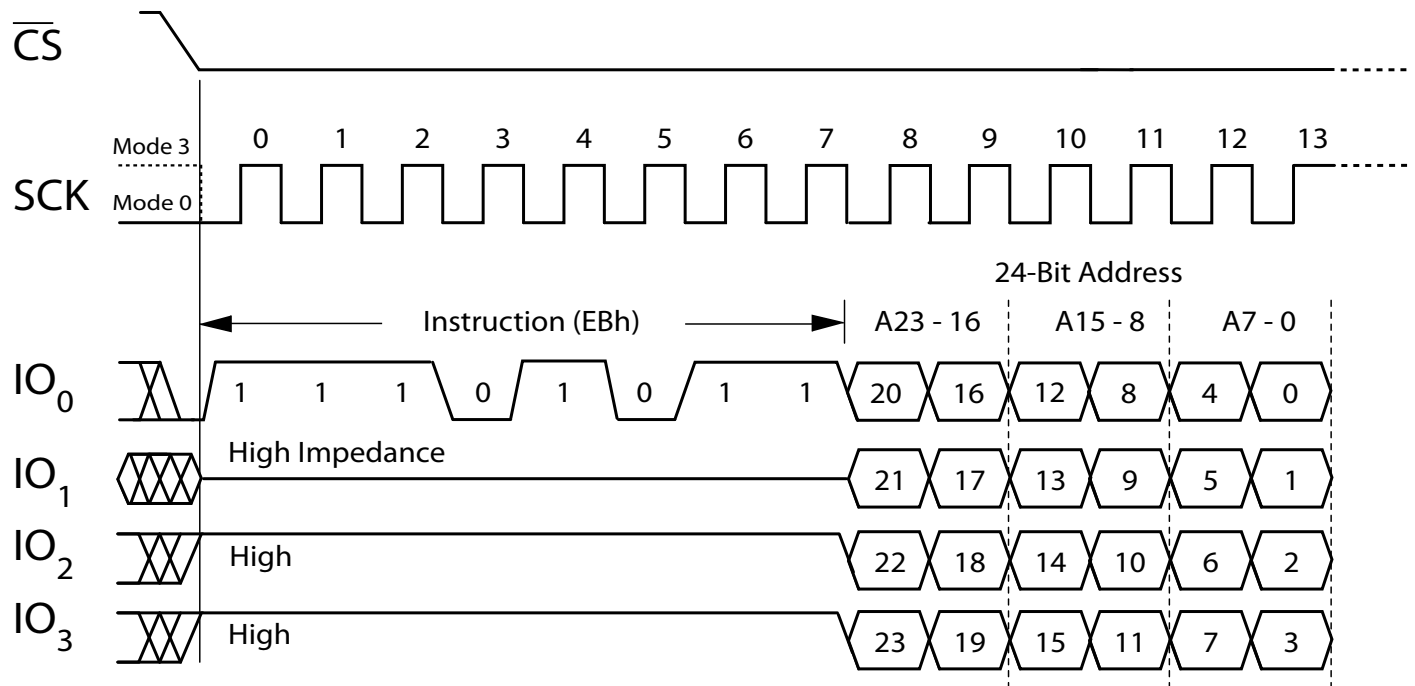 CS
0 1 2 3 4 5 6 7 8 9 10 11 12 13
Mode 3
SCK Mode 0
24-Bit Address
Instruction (EBh) A23 - 16 A15 - 8 A7 - 0
IO0 1 1 1 0 1 0 1 1 20 16 12 8 4 0
High Impedance
IO1 21 17 13 9 5 1
IO2 High 22 18 14 10 6 2
IO3 High 23 19 15 11 7 3